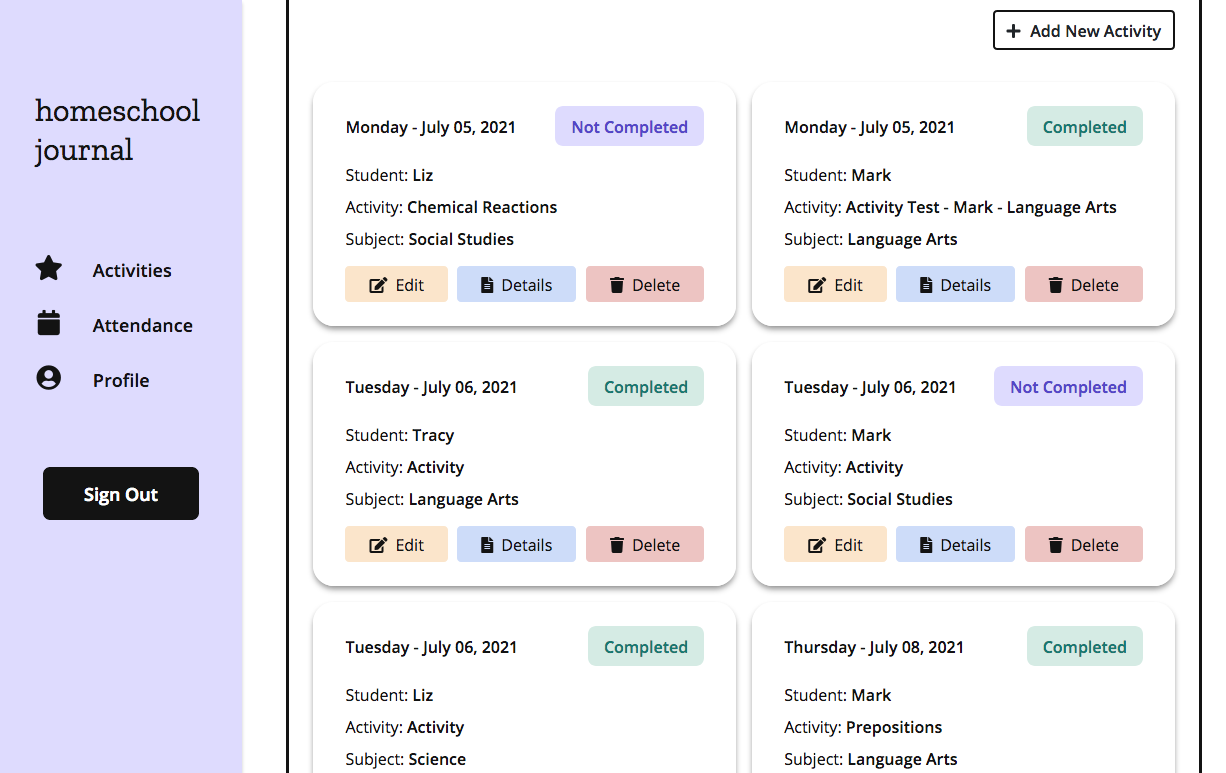 homeschool
journal
Activities
Attendance
Profile
Sign Out
Add New Activity
Monday - July 05, 2021
Not Completed
Student: Liz
Activity: Chemical Reactions
Subject: Social Studies
Edit Details Delete
Monday - July 05, 2021
Completed
Student: Mark
Activity: Activity Test - Mark - Language Arts
Subject: Language Arts
Edit Details Delete
Tuesday - July 06, 2021
Completed
Student: Tracy
Activity: Activity
Subject: Language Arts
Edit Details Delete
Tuesday - July 06, 2021
Not Completed
Student: Mark
Activity: Activity
Subject: Social Studies
Edit Details Delete
Tuesday - July 06, 2021
Completed
Student: Liz
Activity: Activity
Subject: Science
Thursday - July 08, 2021
Completed
Student: Mark
Activity: Prepositions
Subject: Language Arts